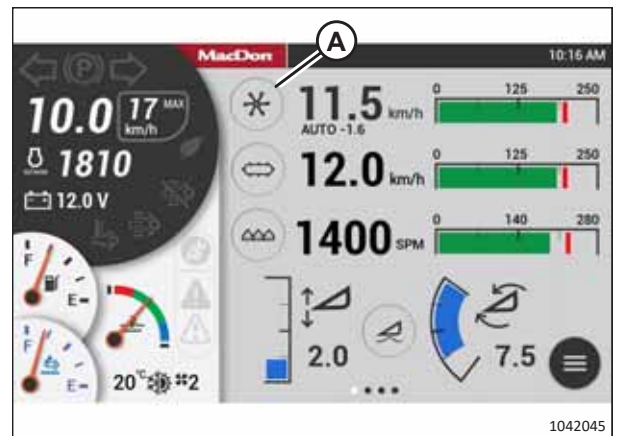 A
MacDon
10:16 AM
P
10.0 17 MAX
km/h
1810
12.0 V
F
E
F
E
20°C 2
11.5 km/h
AUTO -1.6
0 125 250
12.0 km/h
0 125 250
1400 SPM
0 140 280
2.0
7.5
1042045